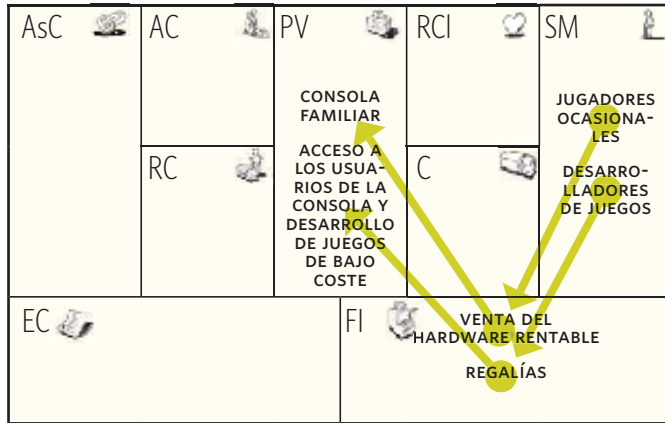 AsC
AC
PV
RCl
SM
CONSOLA
FAMILIAR
ACCESO A
LOS USUA-
RIOS DE LA
CONSOLA Y
DESARROLLO
DE JUEGOS
DE BAJO
COSTE
JUGADORES
OCASIONA-
LES
DESARRO-
LLADORES
DE JUEGOS
RC
C
EC
FI
VENTA DEL
HARDWARE RENTABLE
REGALÍAS